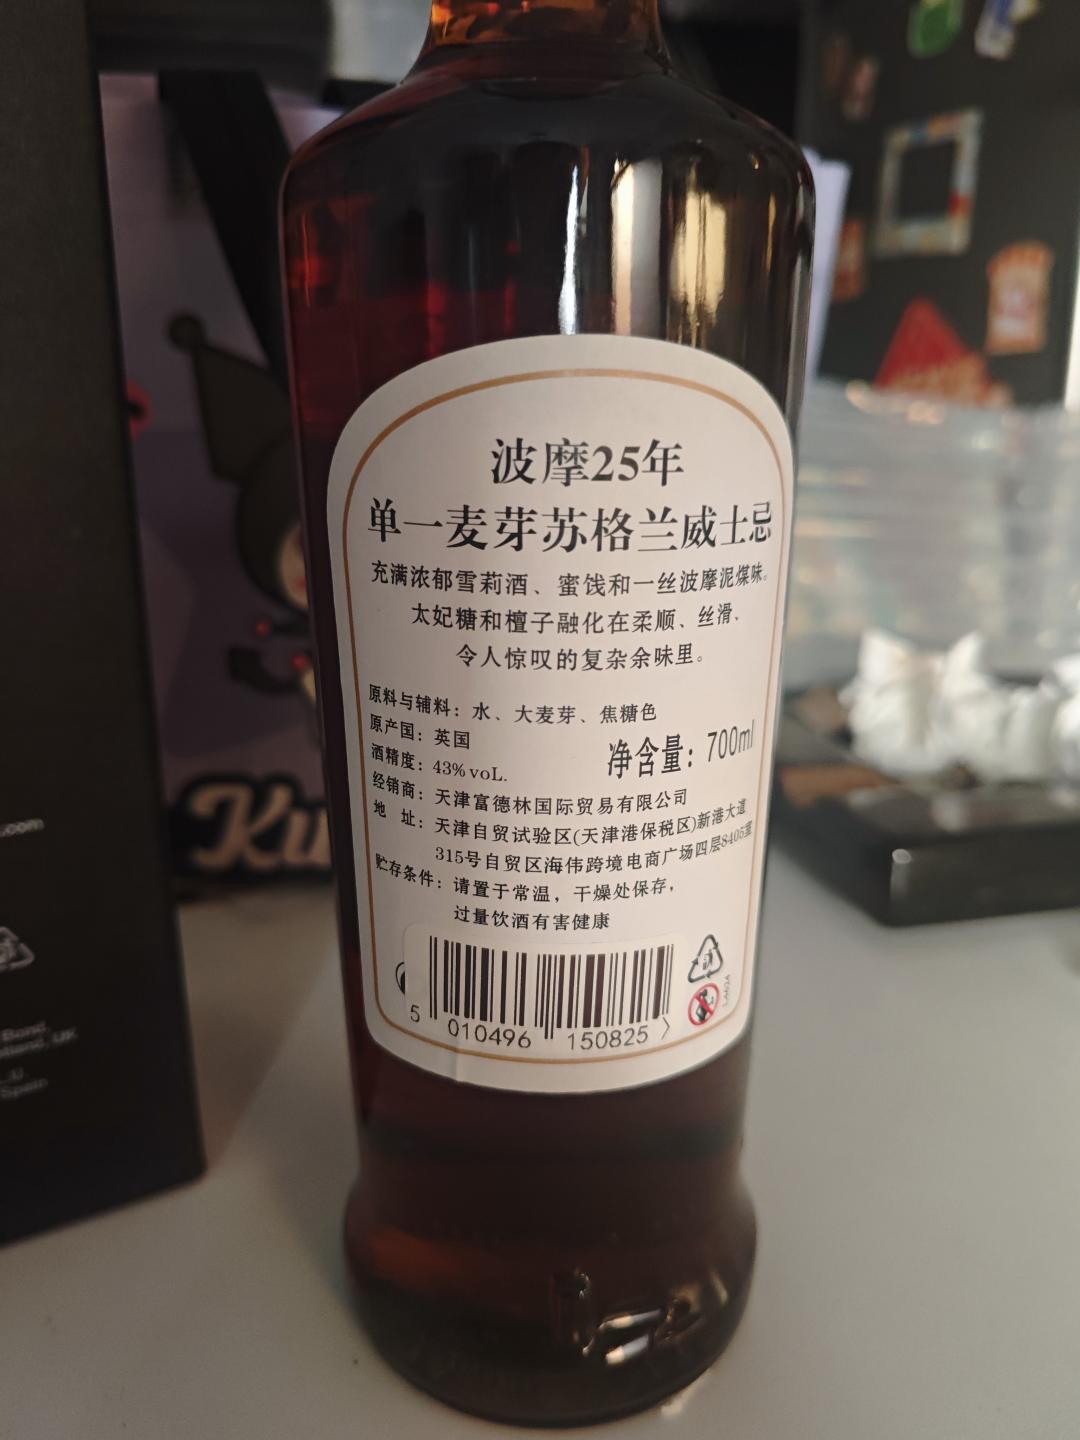 波摩25年
单一麦芽苏格兰威士忌
充满浓郁雪莉酒、蜜饯和一丝波摩泥煤味。
太妃糖和檀子融化在柔顺、丝滑、
令人惊叹的复杂余味里。
原料与辅料：水、大麦芽、焦糖色
原产国：英国
净含量：700ml
酒精度：43% voL.
经销商：天津富德林国际贸易有限公司
地 址：天津自贸试验区(天津港保税区)新港大道
315号自贸区海伟跨境电商广场四层8405室
贮存条件：请置于常温，干燥处保存，
过量饮酒有害健康
5 010496 150825 >
Ku
.com
Bond,
UK
Spain